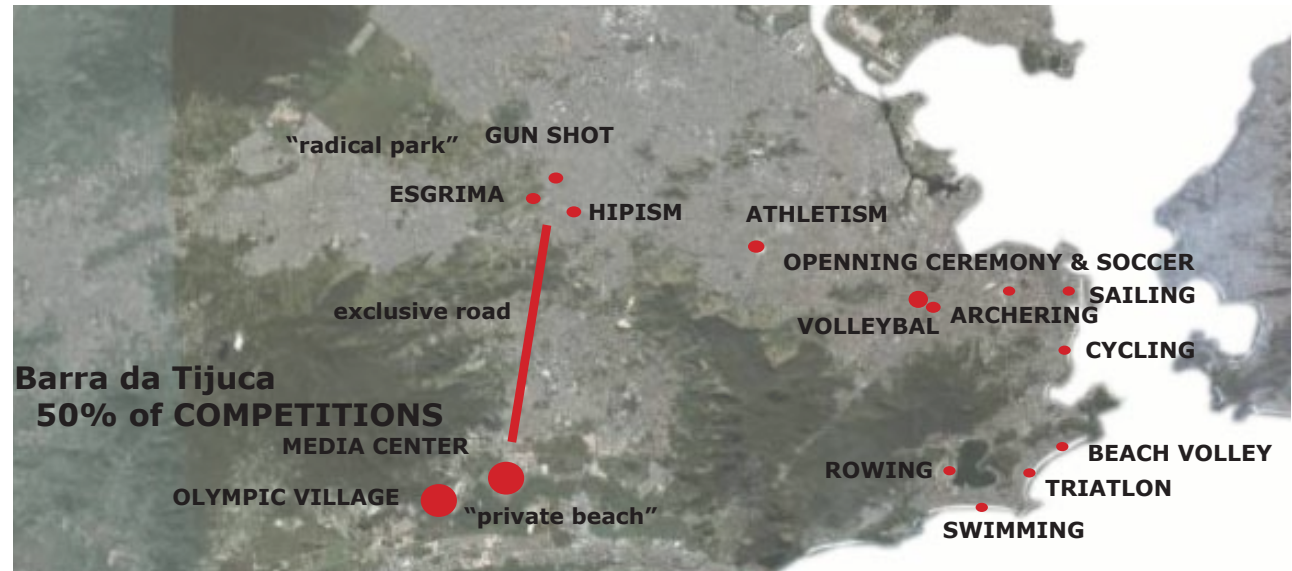 GUN SHOT
"radical park"
ESGRIMA
HIPISM
ATHLETISM
OPENNING CEREMONY & SOCCER
SAILING
ARCHERING
VOLLEYBAL
exclusive road
CYCLING
Barra da Tijuca
50% of COMPETITIONS
MEDIA CENTER
BEACH VOLLEY
ROWING
TRIATLON
OLYMPIC VILLAGE
"private beach"
SWIMMING